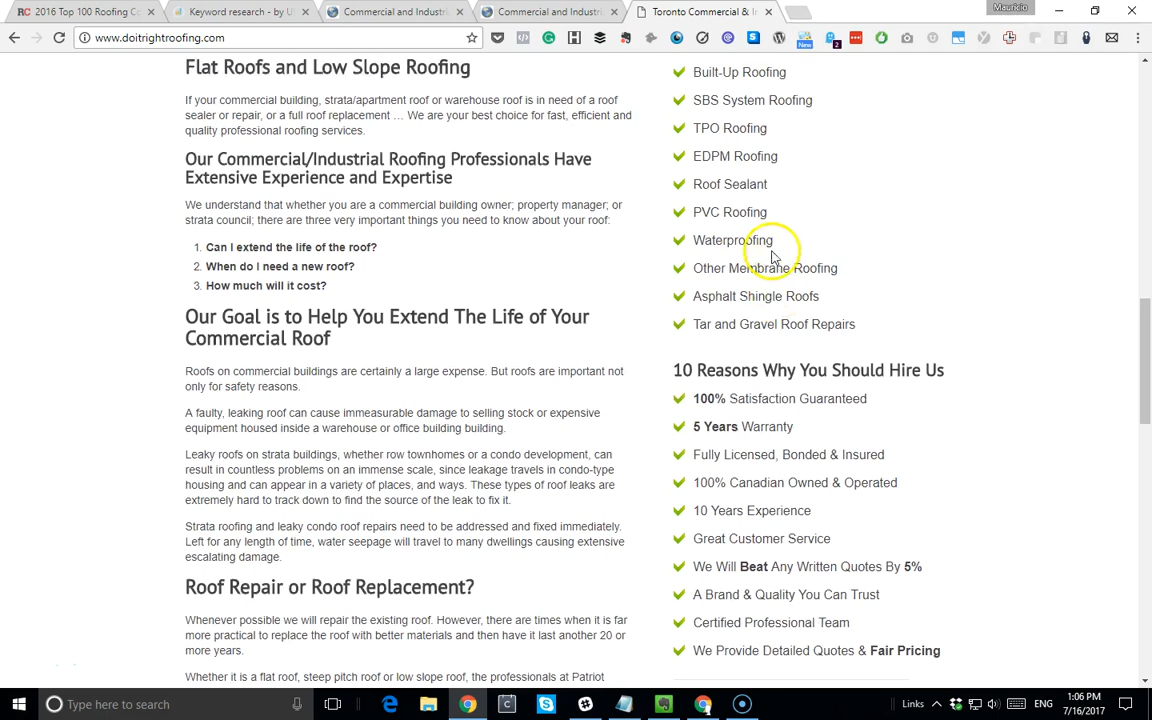 2016 Top 100 Roofing Co
Keyword research - by U
Commercial and Industri
Commercial and Industri
Toronto Commercial & I
Mauricio
www.doitrightroofing.com
New
2
Flat Roofs and Low Slope Roofing
If your commercial building, strata/apartment roof or warehouse roof is in need of a roof
sealer or repair, or a full roof replacement … We are your best choice for fast, efficient and
quality professional roofing services.
Our Commercial/Industrial Roofing Professionals Have
Extensive Experience and Expertise
We understand that whether you are a commercial building owner; property manager; or
strata council; there are three very important things you need to know about your roof:
1. Can I extend the life of the roof?
2. When do I need a new roof?
3. How much will it cost?
Our Goal is to Help You Extend The Life of Your
Commercial Roof
Roofs on commercial buildings are certainly a large expense. But roofs are important not
only for safety reasons.
A faulty, leaking roof can cause immeasurable damage to selling stock or expensive
equipment housed inside a warehouse or office building building.
Leaky roofs on strata buildings, whether row townhomes or a condo development, can
result in countless problems on an immense scale, since leakage travels in condo-type
housing and can appear in a variety of places, and ways. These types of roof leaks are
extremely hard to track down to find the source of the leak to fix it.
Strata roofing and leaky condo roof repairs need to be addressed and fixed immediately.
Left for any length of time, water seepage will travel to many dwellings causing extensive
escalating damage.
Roof Repair or Roof Replacement?
Whenever possible we will repair the existing roof. However, there are times when it is far
more practical to replace the roof with better materials and then have it last another 20 or
more years.
Whether it is a flat roof, steep pitch roof or low slope roof, the professionals at Patriot
Built-Up Roofing
SBS System Roofing
TPO Roofing
EDPM Roofing
Roof Sealant
PVC Roofing
Waterproofing
Other Membrane Roofing
Asphalt Shingle Roofs
Tar and Gravel Roof Repairs
10 Reasons Why You Should Hire Us
100% Satisfaction Guaranteed
5 Years Warranty
Fully Licensed, Bonded & Insured
100% Canadian Owned & Operated
10 Years Experience
Great Customer Service
We Will Beat Any Written Quotes By 5%
A Brand & Quality You Can Trust
Certified Professional Team
We Provide Detailed Quotes & Fair Pricing
Type here to search
Links
ENG
1:06 PM
7/16/2017